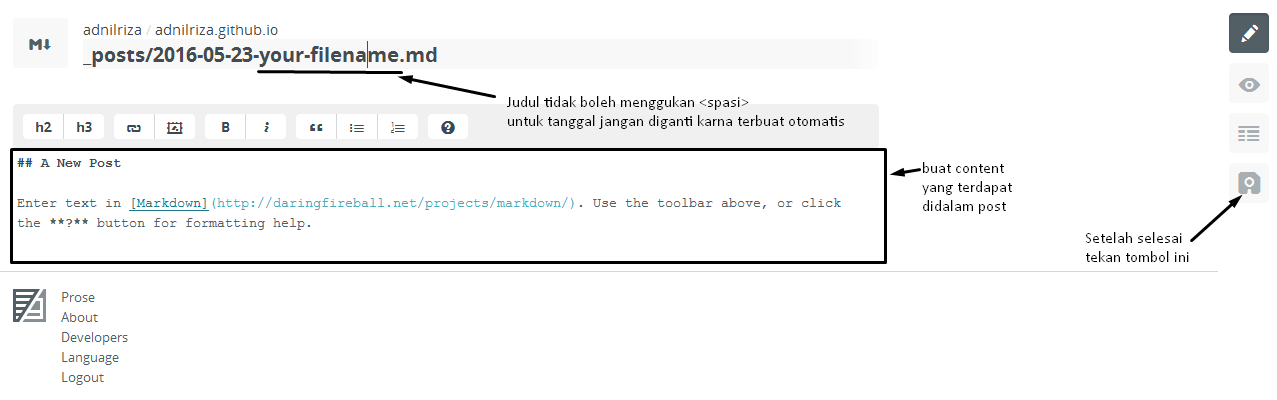 M↓
adnilriza / adnilriza.github.io
_posts/2016-05-23-your-filename.md
Judul tidak boleh menggukan <spasi>
untuk tanggal jangan diganti karna terbuat otomatis
h2 h3 B i “ ?
## A New Post
Enter text in [Markdown](http://daringfireball.net/projects/markdown/). Use the toolbar above, or click
the **?** button for formatting help.
buat content
yang terdapat
didalam post
Setelah selesai
tekan tombol ini
Prose
About
Developers
Language
Logout